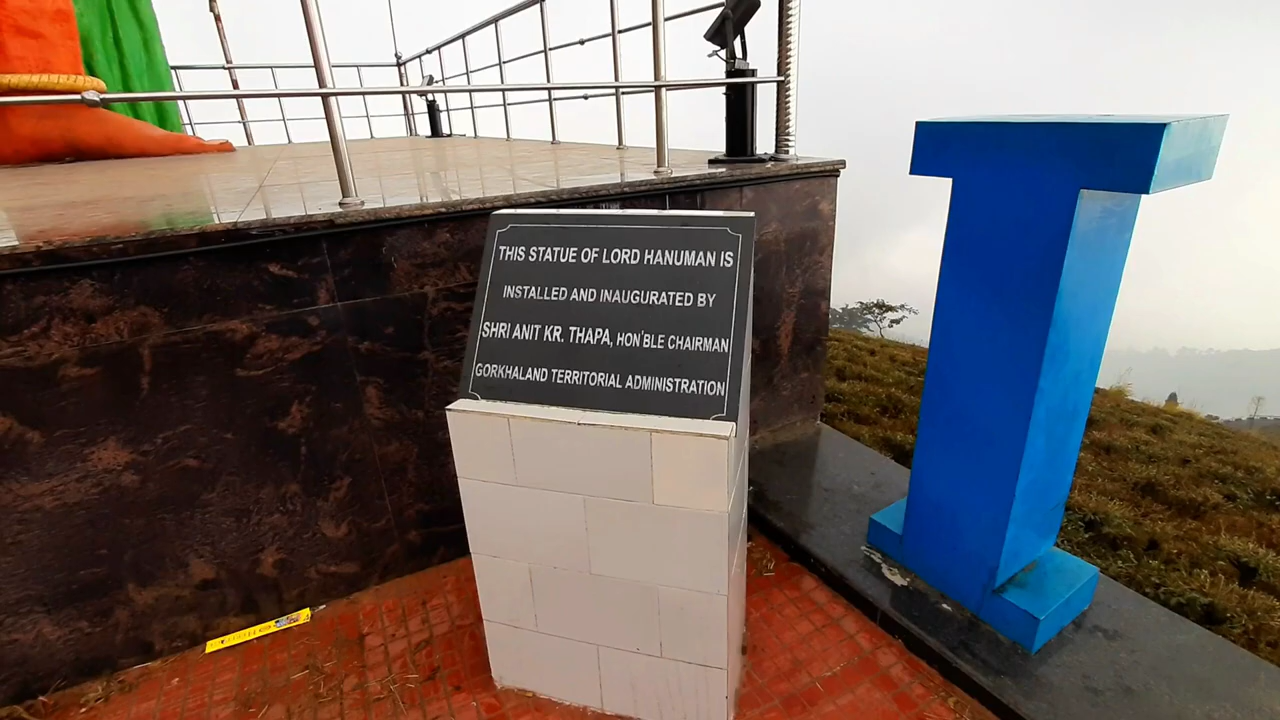 THIS STATUE OF LORD HANUMAN IS
INSTALLED AND INAUGURATED BY
SHRI ANIT KR. THAPA, HON'BLE CHAIRMAN
GORKHALAND TERRITORIAL ADMINISTRATION
I